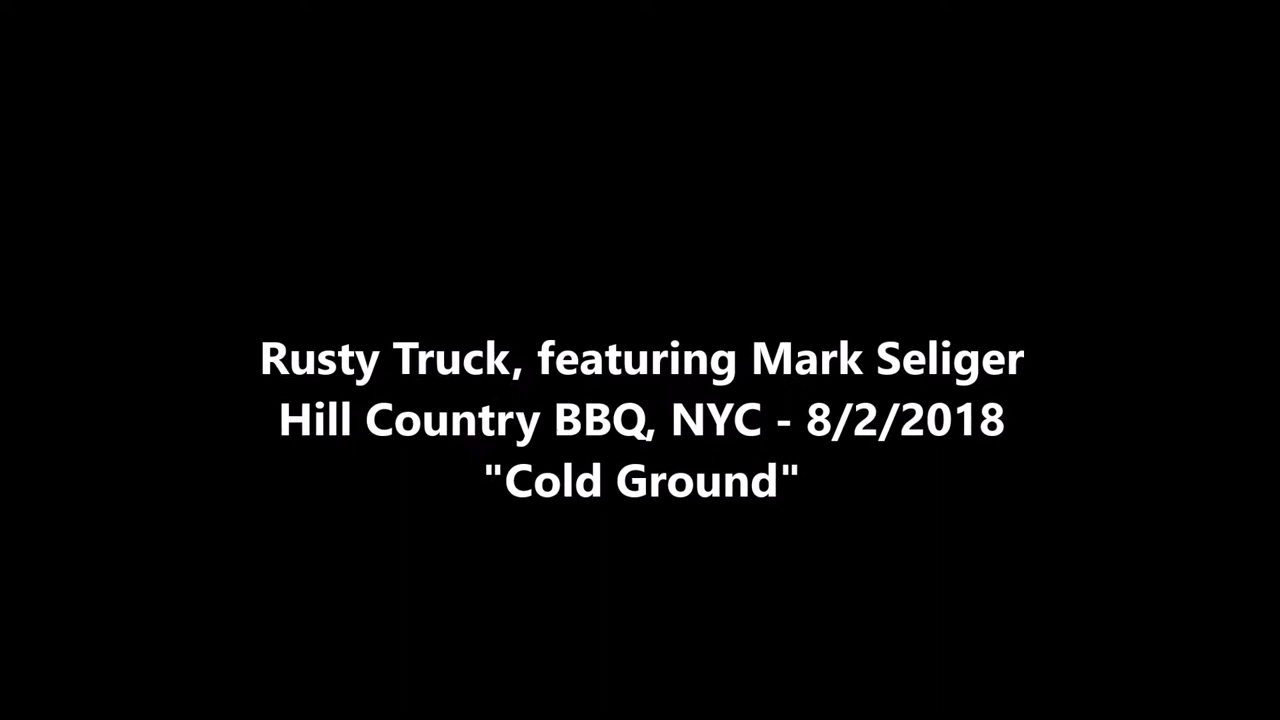 Rusty Truck, featuring Mark Seliger
Hill Country BBQ, NYC - 8/2/2018
"Cold Ground"